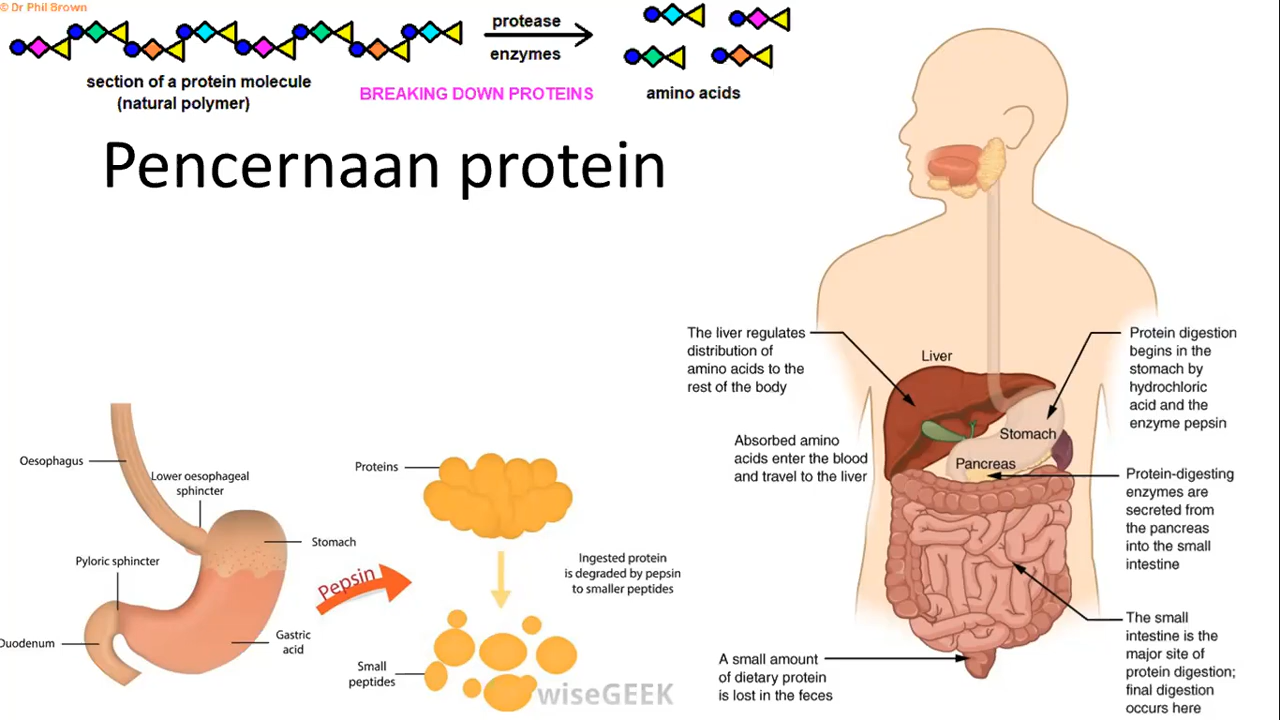 © Dr Phil Brown
protease
enzymes
section of a protein molecule
(natural polymer)
BREAKING DOWN PROTEINS
amino acids
Pencernaan protein
Oesophagus
Lower oesophageal
sphincter
Pyloric sphincter
Stomach
Duodenum
Gastric
acid
Pepsin
Proteins
Ingested protein
is degraded by pepsin
to smaller peptides
Small
peptides
wiseGEEK
The liver regulates
distribution of
amino acids to the
rest of the body
Liver
Absorbed amino
acids enter the blood
and travel to the liver
Stomach
Pancreas
Protein digestion
begins in the
stomach by
hydrochloric
acid and the
enzyme pepsin
Protein-digesting
enzymes are
secreted from
the pancreas
into the small
intestine
The small
intestine is the
major site of
protein digestion;
final digestion
occurs here
A small amount
of dietary protein
is lost in the feces